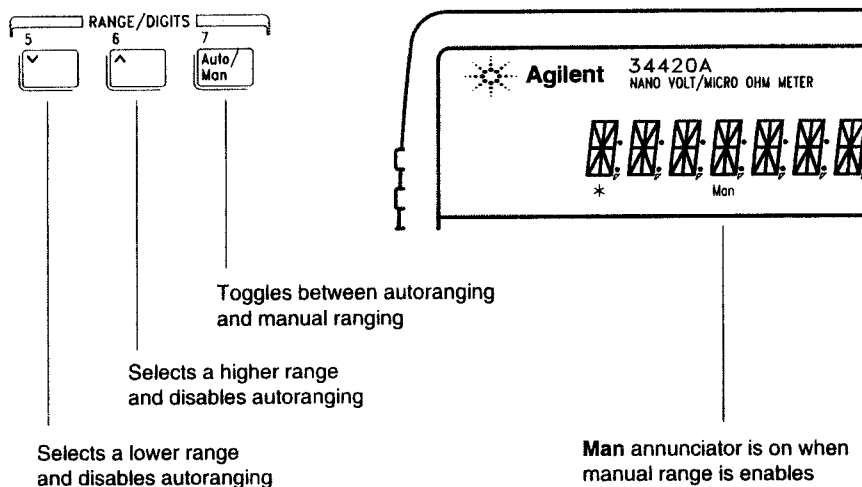 RANGE/DIGITS
5 6 7
Auto/
Man
Agilent 34420A
NANO VOLT/MICRO OHM METER
* Man
Toggles between autoranging
and manual ranging
Selects a higher range
and disables autoranging
Selects a lower range
and disables autoranging
Man annunciator is on when
manual range is enables